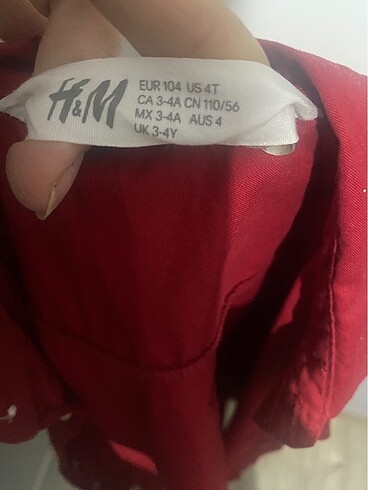 H&M
EUR 104 US 4T
CA 3-4A CN 110/56
MX 3-4A AUS 4
UK 3-4Y